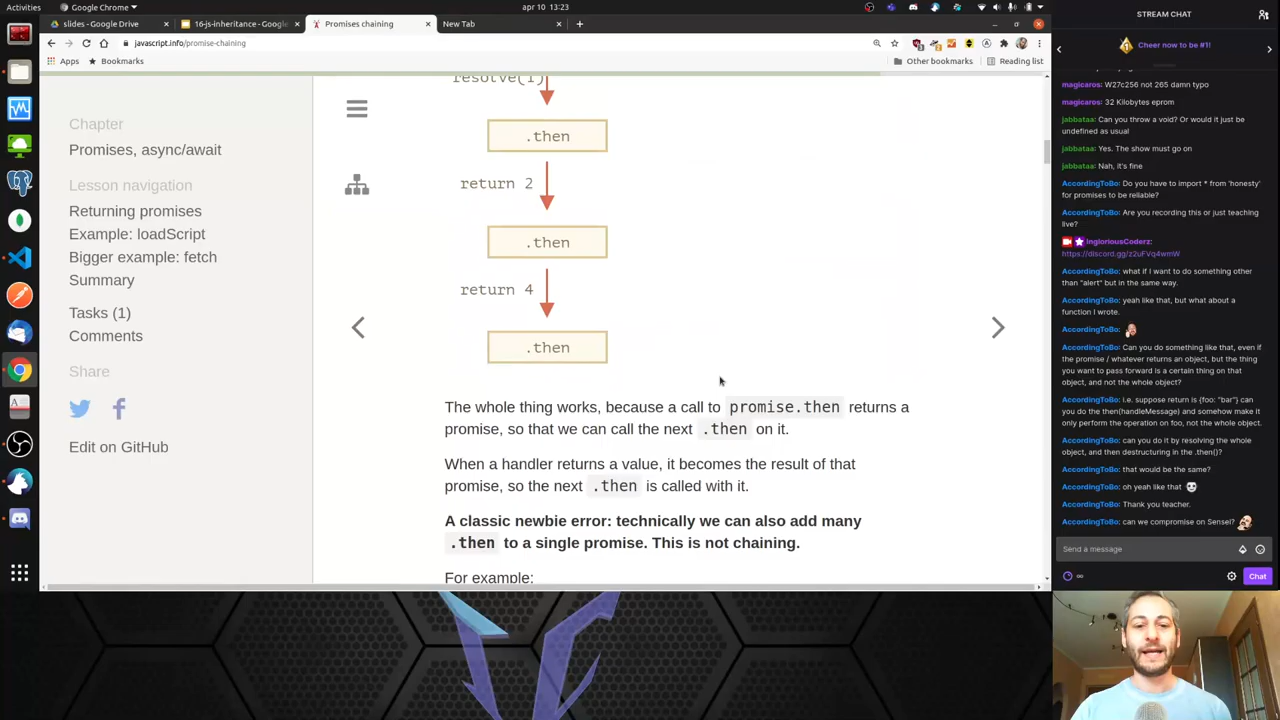 Activities
Google Chrome
apr 10 13:23
slides - Google Drive
16-js-inheritance - Google
Promises chaining
New Tab
javascript.info/promise-chaining
Apps
Bookmarks
Other bookmarks
Reading list
Chapter
Promises, async/await
Lesson navigation
Returning promises
Example: loadScript
Bigger example: fetch
Summary
Tasks (1)
Comments
Share
Edit on GitHub
resolve(1)
.then
return 2
.then
return 4
.then
The whole thing works, because a call to promise.then returns a
promise, so that we can call the next .then on it.
When a handler returns a value, it becomes the result of that
promise, so the next .then is called with it.
A classic newbie error: technically we can also add many
.then to a single promise. This is not chaining.
For example:
STREAM CHAT
Cheer now to be #1!
magicaros: W27c256 not 265 damn typo
magicaros: 32 Kilobytes eprom
jabbataa: Can you throw a void? Or would it just be
undefined as usual
jabbataa: Yes. The show must go on
jabbataa: Nah, it's fine
AccordingToBo: Do you have to import * from 'honesty'
for promises to be reliable?
AccordingToBo: Are you recording this or just teaching
live?
IngloriousCoderz:
https://discord.gg/z2uFVq4wmW
AccordingToBo: what if I want to do something other
than "alert" but in the same way.
AccordingToBo: yeah like that, but what about a
function I wrote.
AccordingToBo:
AccordingToBo: Can you do something like that, even if
the promise / whatever returns an object, but the thing
you want to pass forward is a certain thing on that
object, and not the whole object?
AccordingToBo: i.e. suppose return is {foo: "bar"} can
you do the then(handleMessage) and somehow make it
only perform the operation on foo, not the whole object.
AccordingToBo: can you do it by resolving the whole
object, and then destructuring in the .then()?
AccordingToBo: that would be the same?
AccordingToBo: oh yeah like that
AccordingToBo: Thank you teacher.
AccordingToBo: can we compromise on Sensei?
Send a message
Chat